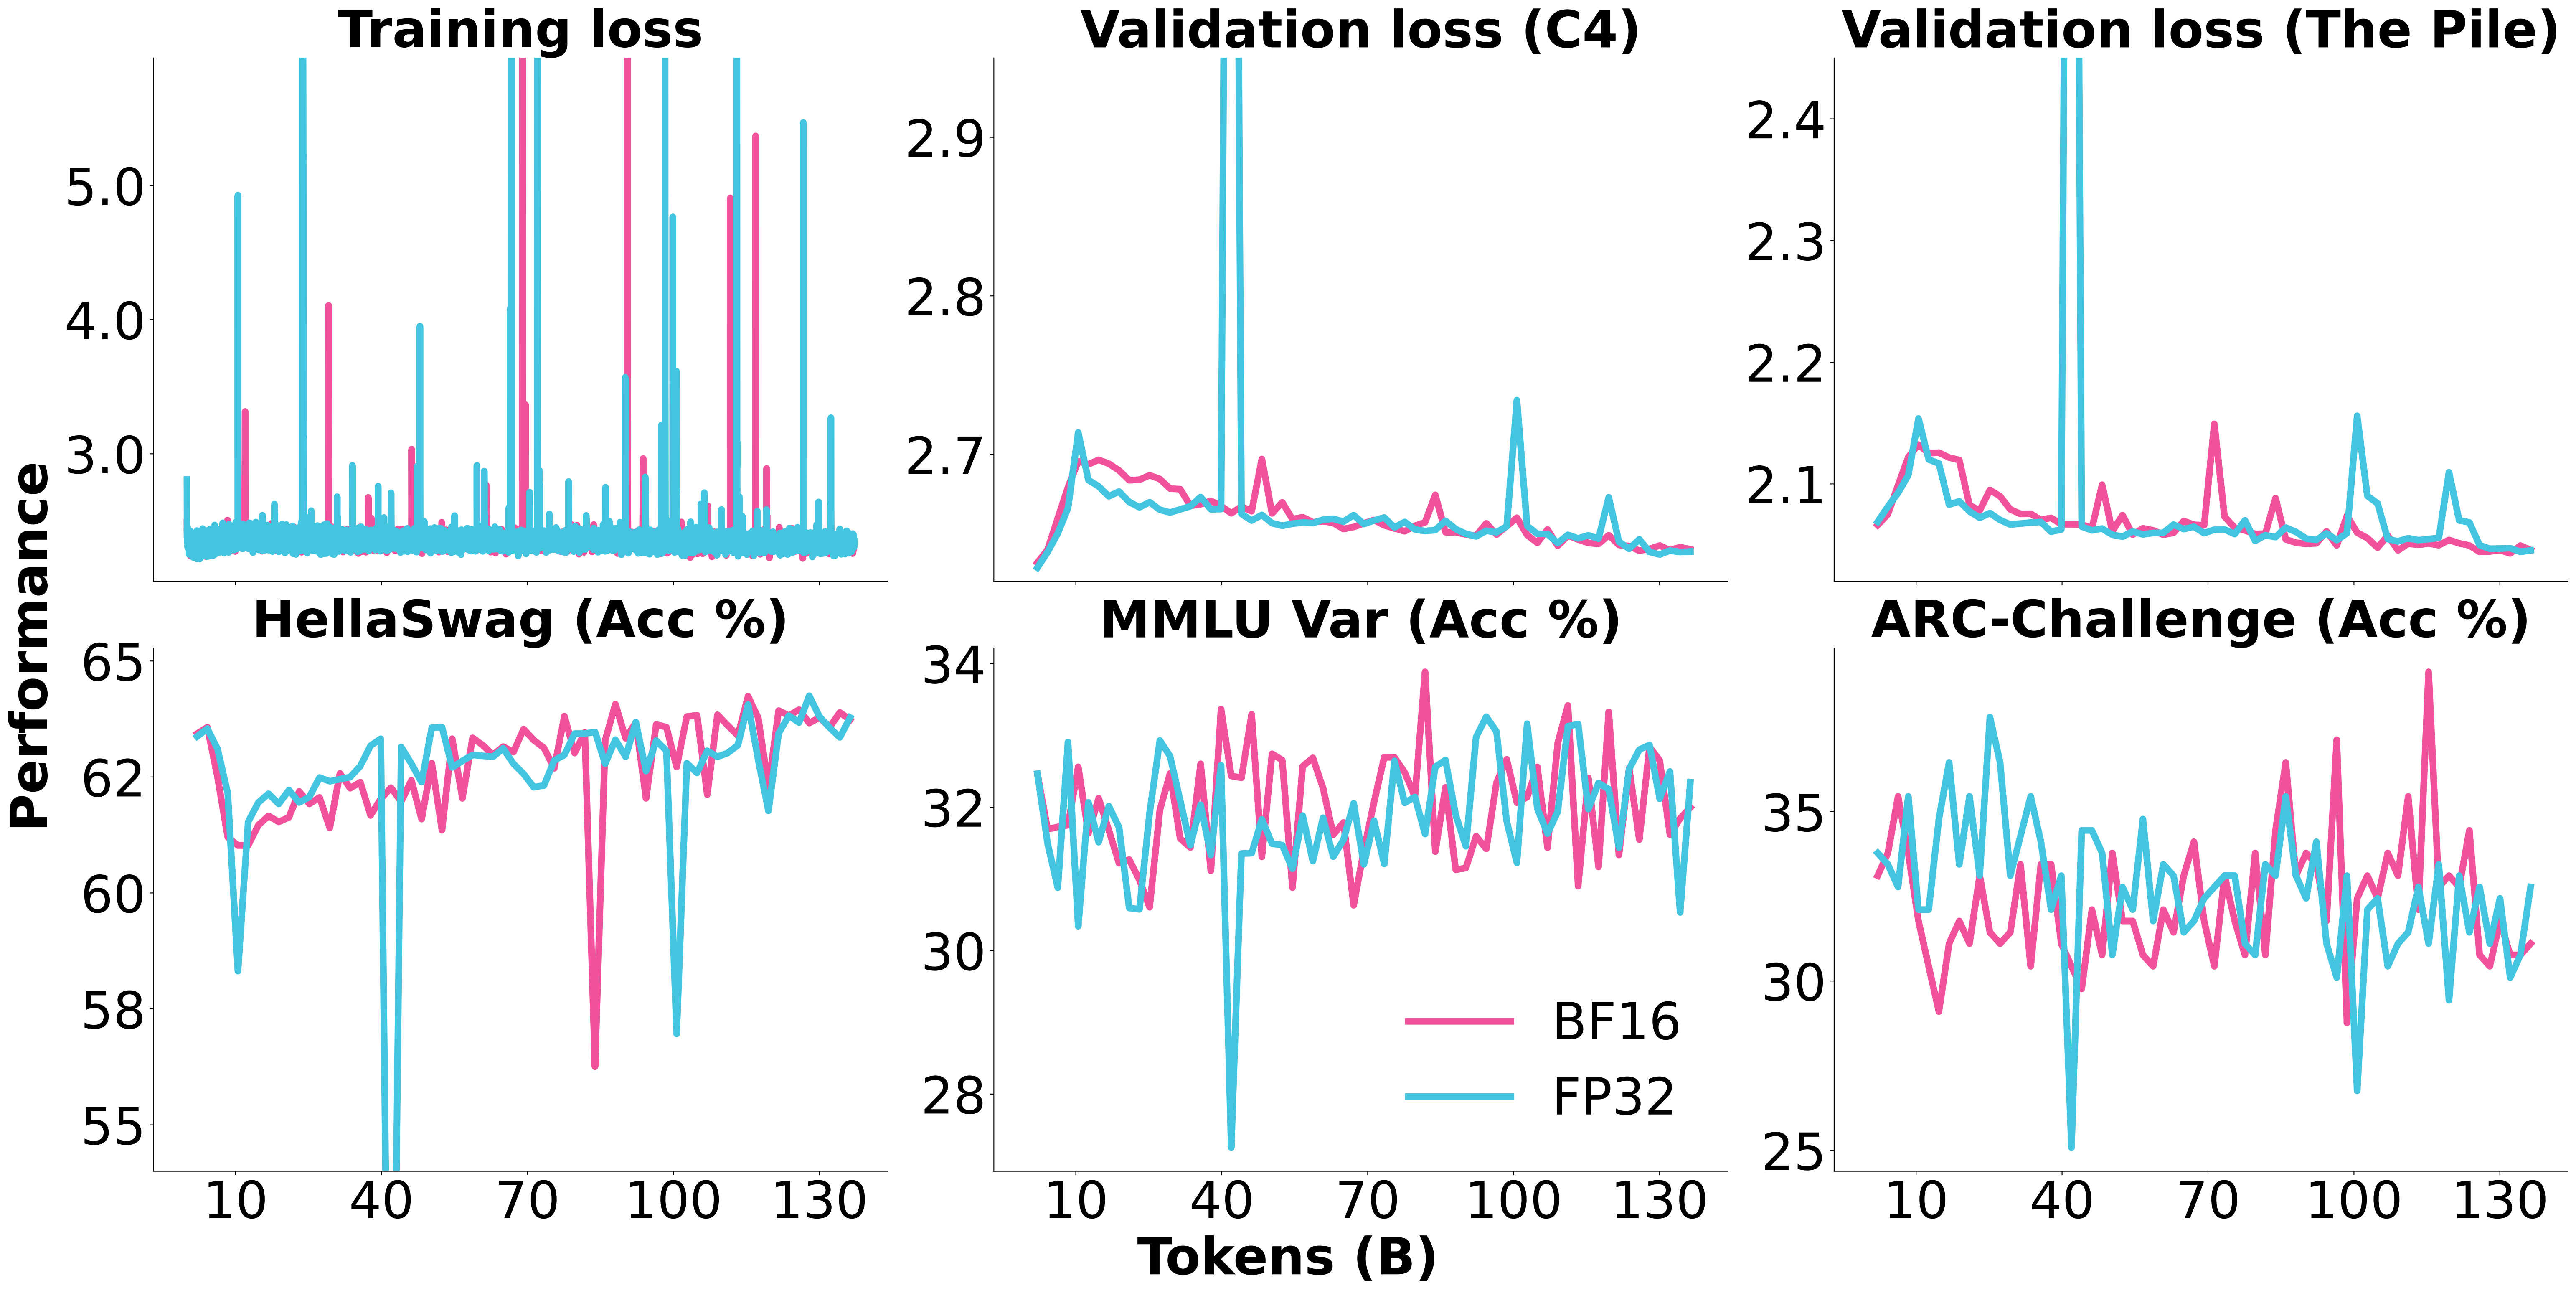 Training loss
Validation loss (C4)
Validation loss (The Pile)
5.0
4.0
3.0
2.9
2.8
2.7
2.4
2.3
2.2
2.1
Performance
HellaSwag (Acc %)
MMLU Var (Acc %)
ARC-Challenge (Acc %)
65
62
60
58
55
34
32
30
28
35
30
25
BF16
FP32
10 40 70 100 130
10 40 70 100 130
10 40 70 100 130
Tokens (B)